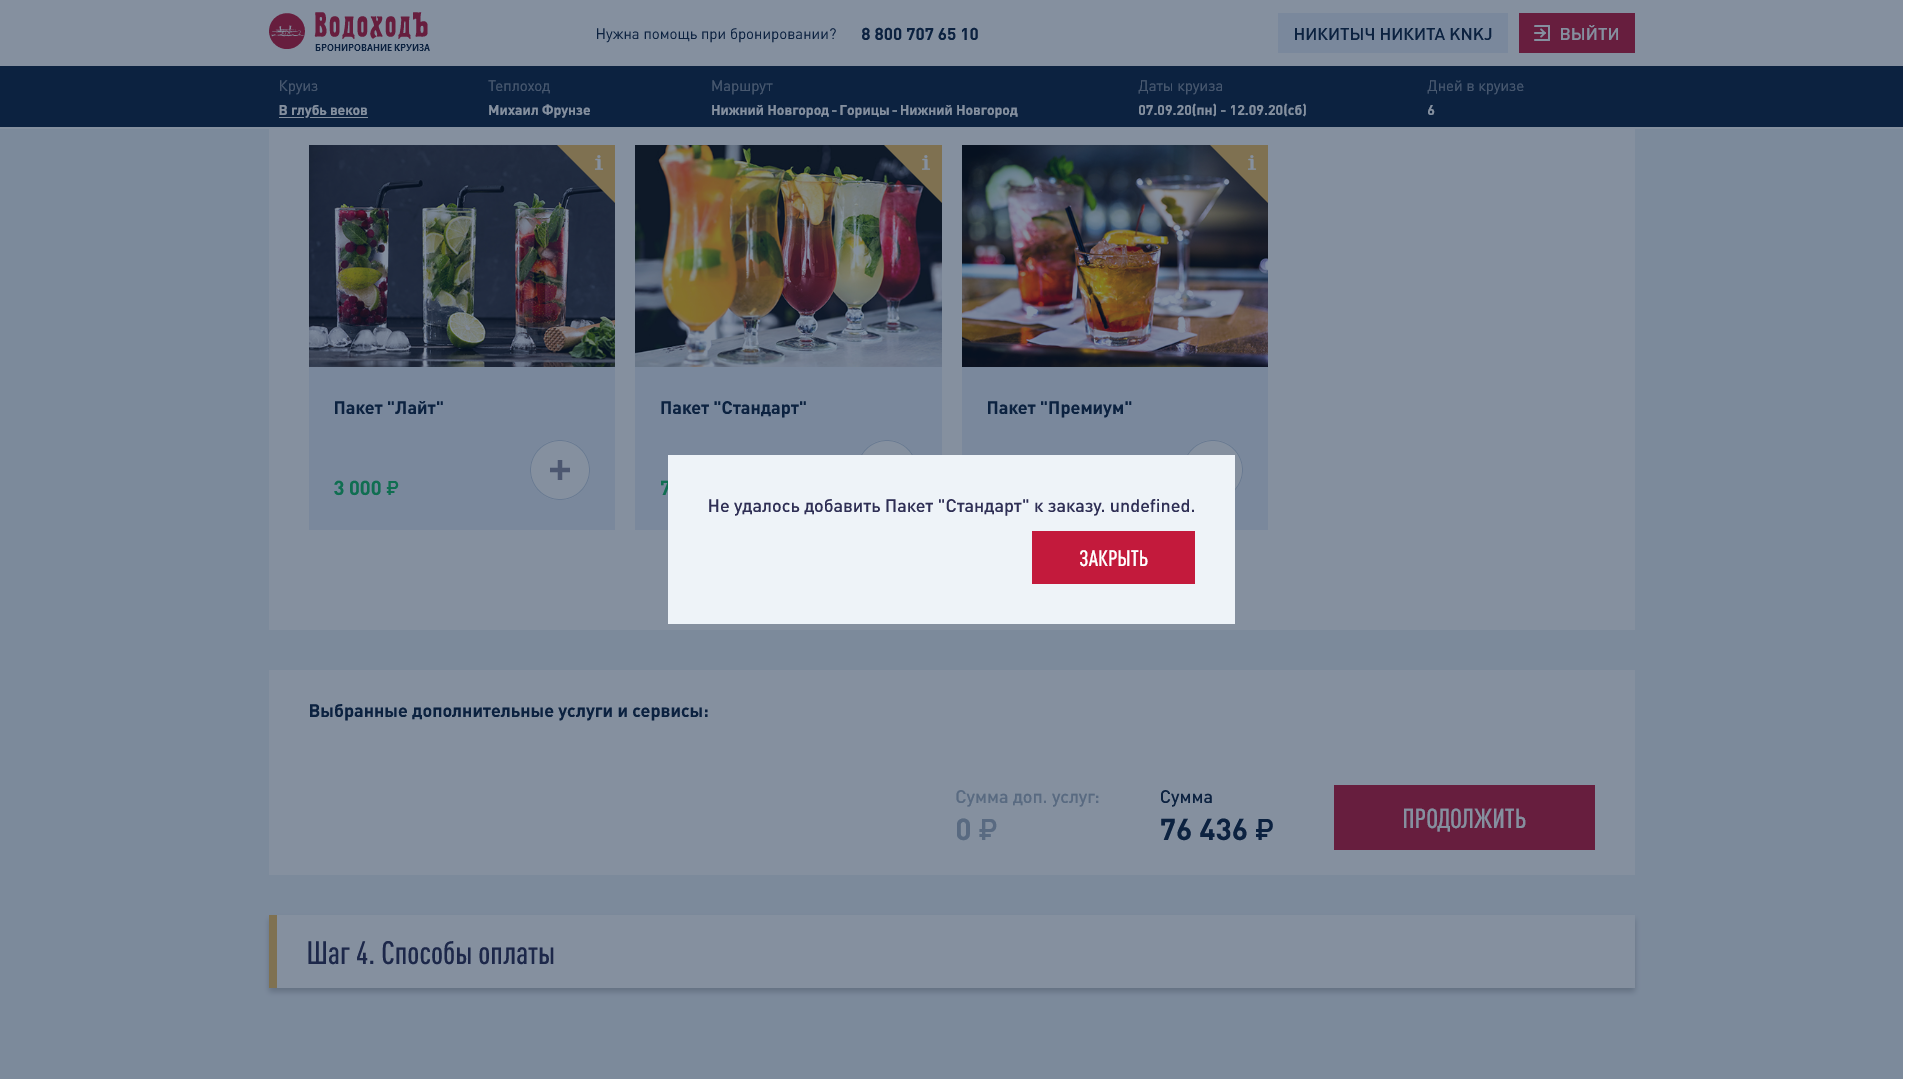 ВодоходЪ
БРОНИРОВАНИЕ КРУИЗА
Нужна помощь при бронировании? 8 800 707 65 10
НИКИТЫЧ НИКИТА KNKJ
ВЫЙТИ
Круиз Теплоход Маршрут Даты круиза Дней в круизе
В глубь веков Михаил Фрунзе Нижний Новгород - Горицы - Нижний Новгород 07.09.20(пн) - 12.09.20(сб) 6
i i i
Пакет "Лайт" Пакет "Стандарт" Пакет "Премиум"
3 000 ₽ 7
Не удалось добавить Пакет "Стандарт" к заказу. undefined.
ЗАКРЫТЬ
Выбранные дополнительные услуги и сервисы:
Сумма доп. услуг: Сумма
0 ₽ 76 436 ₽
ПРОДОЛЖИТЬ
Шаг 4. Способы оплаты